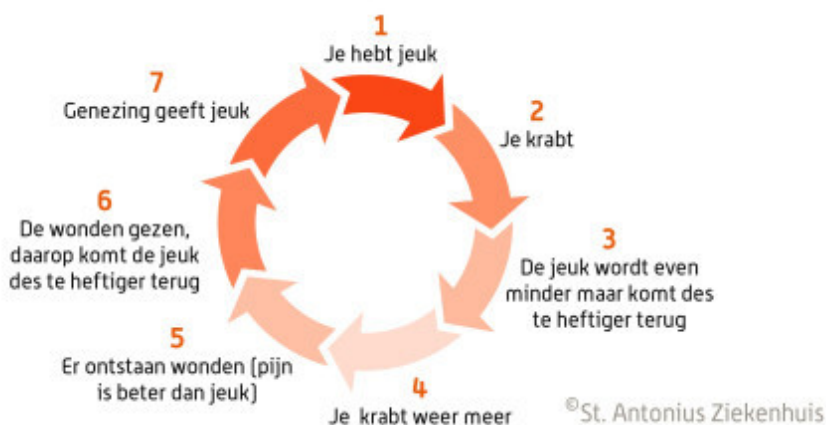 1
Je hebt jeuk
2
Je krabt
3
De jeuk wordt even
minder maar komt des
te heftiger terug
4
Je krabt weer meer
5
Er ontstaan wonden (pijn
is beter dan jeuk)
6
De wonden gezen,
daarop komt de jeuk
des te heftiger terug
7
Genezing geeft jeuk
©St. Antonius Ziekenhuis